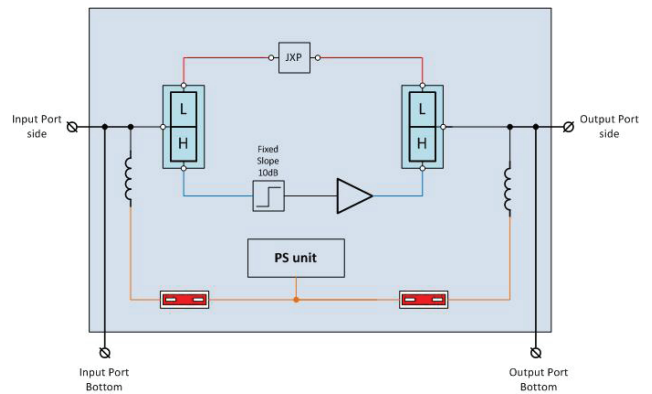 JXP
L
H
L
H
Input Port
side
Output Port
side
Fixed
Slope
10dB
PS unit
Input Port
Bottom
Output Port
Bottom